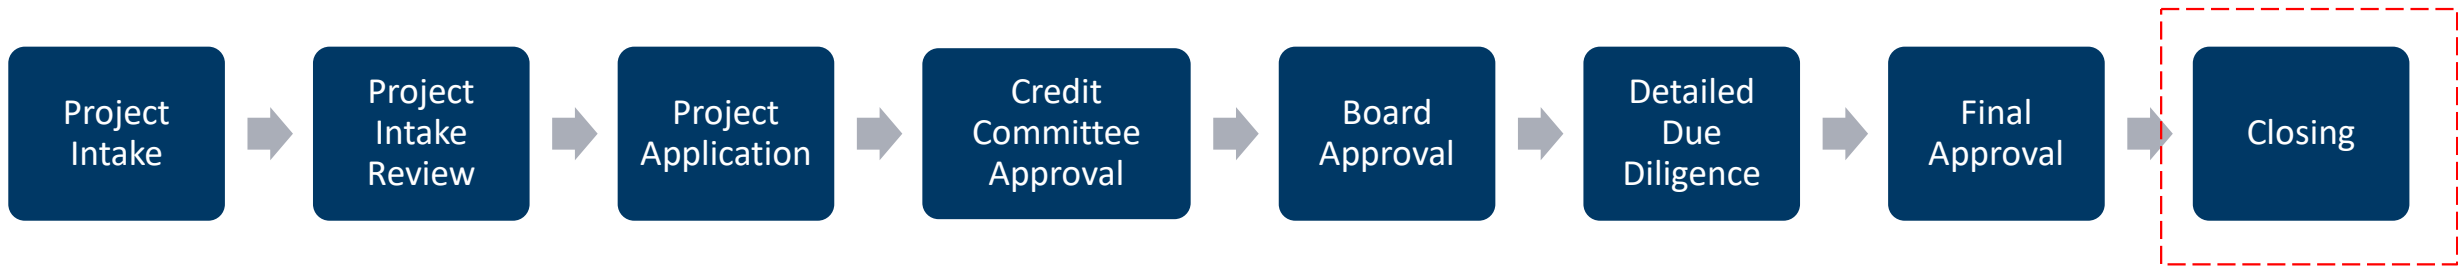 Project
Intake
Project
Intake
Review
Project
Application
Credit
Committee
Approval
Board
Approval
Detailed
Due
Diligence
Final
Approval
Closing